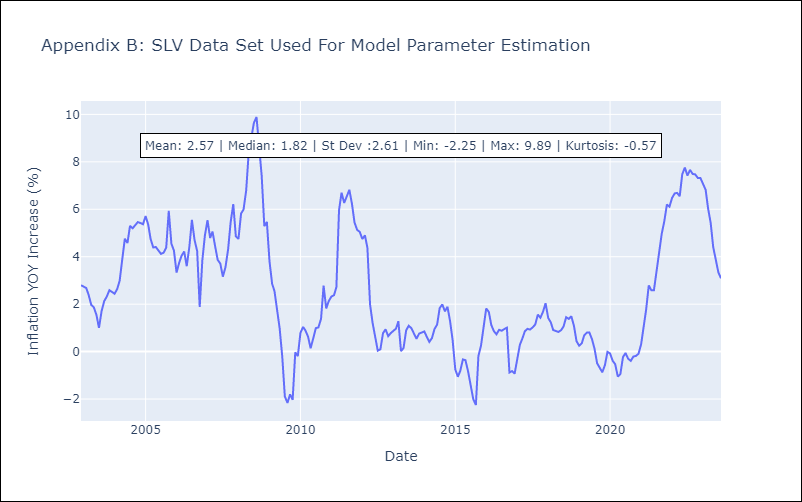 Appendix B: SLV Data Set Used For Model Parameter Estimation
Mean: 2.57 | Median: 1.82 | St Dev :2.61 | Min: -2.25 | Max: 9.89 | Kurtosis: -0.57
Inflation YOY Increase (%)
10
8
6
4
2
0
−2
2005
2010
2015
2020
Date